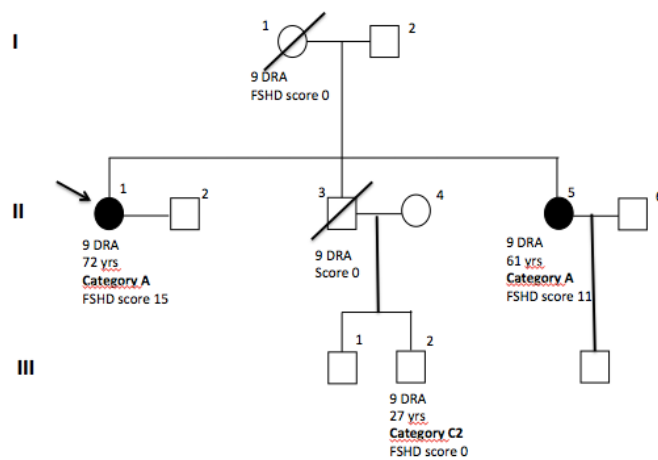 I
1
2
9 DRA
FSHD score 0
II
1
2
3
4
5
6
9 DRA
72 yrs
Category A
FSHD score 15
9 DRA
Score 0
9 DRA
61 yrs
Category A
FSHD score 11
III
1
2
9 DRA
27 yrs
Category C2
FSHD score 0